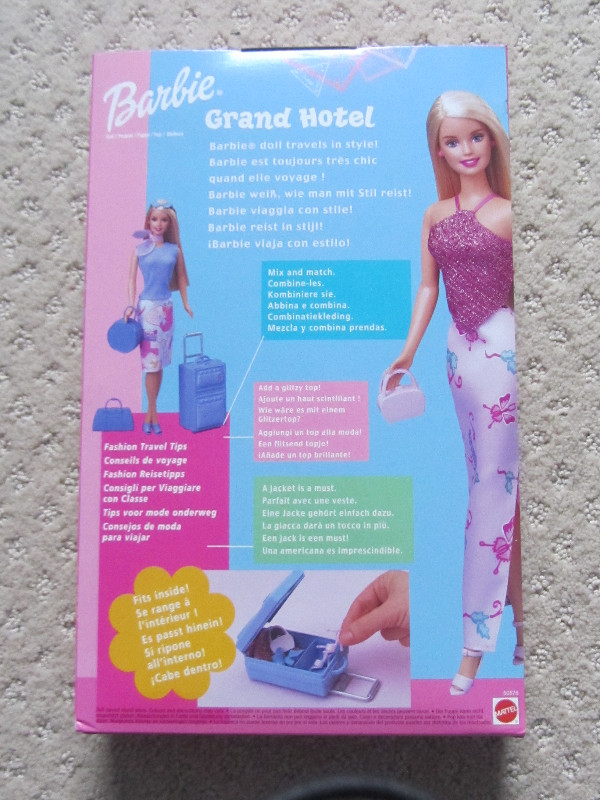 Barbie®
Grand Hotel
Barbie® doll travels in style!
Barbie est toujours très chic
quand elle voyage !
Barbie weiß, wie man mit Stil reist!
Barbie viaggia con stile!
Barbie reist in stijl!
¡Barbie viaja con estilo!
Mix and match.
Combine-les.
Kombiniere sie.
Abbina e combina.
Combinatiekleding.
Mezcla y combina prendas.
Add a glitzy top!
Ajoute un haut scintillant !
Wie wäre es mit einem
Glitzertop?
Aggiungi un top alla moda!
Een flitsend topje!
¡Añade un top brillante!
Fashion Travel Tips
Conseils de voyage
Fashion Reisetipps
Consigli per Viaggiare
con Classe
Tips voor mode onderweg
Consejos de moda
para viajar
A jacket is a must.
Parfait avec une veste.
Eine Jacke gehört einfach dazu.
La giacca darà un tocco in più.
Een jack is een must!
Una americana es imprescindible.
Fits inside!
Se range à
l'intérieur !
Es passt hinein!
Si ripone
all'interno!
¡Cabe dentro!
MATTEL